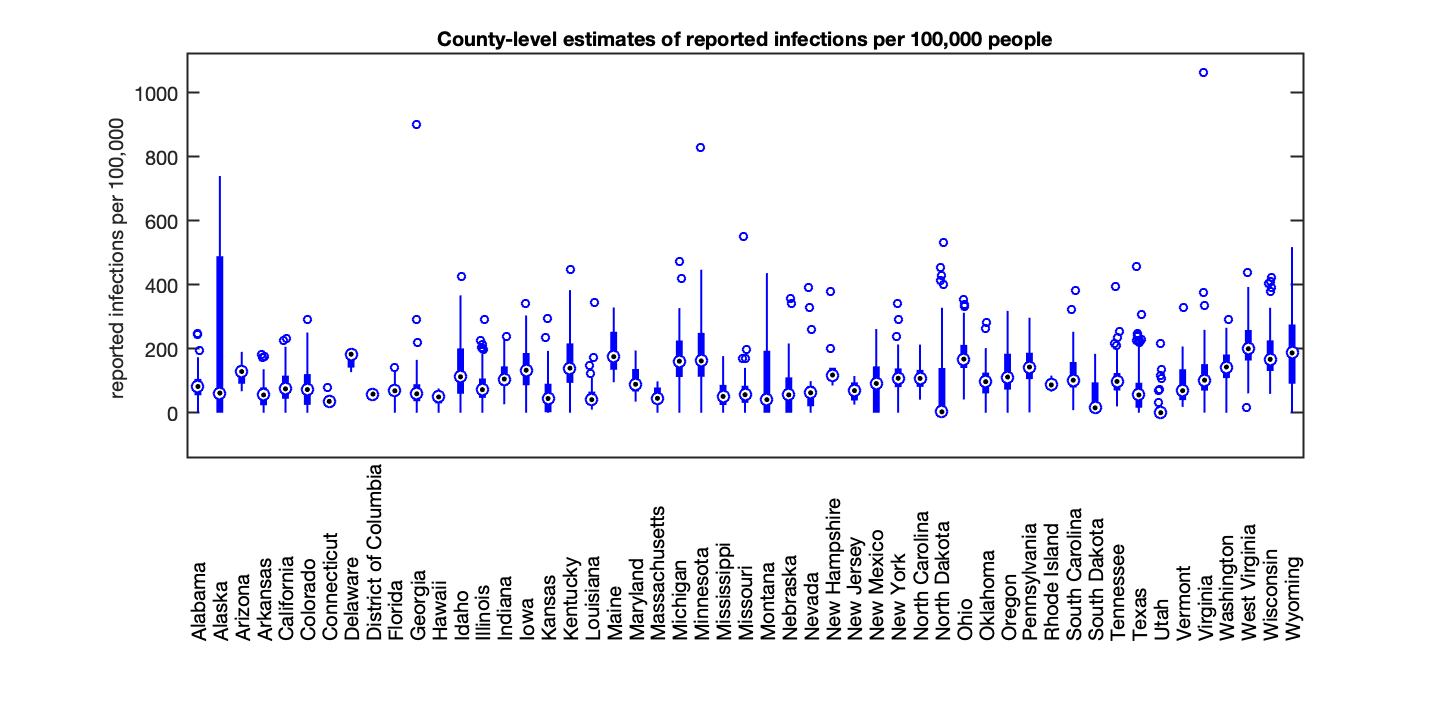 County-level estimates of reported infections per 100,000 people
reported infections per 100,000
1000
800
600
400
200
0
Alabama
Alaska
Arizona
Arkansas
California
Colorado
Connecticut
Delaware
District of Columbia
Florida
Georgia
Hawaii
Idaho
Illinois
Indiana
Iowa
Kansas
Kentucky
Louisiana
Maine
Maryland
Massachusetts
Michigan
Minnesota
Mississippi
Missouri
Montana
Nebraska
Nevada
New Hampshire
New Jersey
New Mexico
New York
North Carolina
North Dakota
Ohio
Oklahoma
Oregon
Pennsylvania
Rhode Island
South Carolina
South Dakota
Tennessee
Texas
Utah
Vermont
Virginia
Washington
West Virginia
Wisconsin
Wyoming